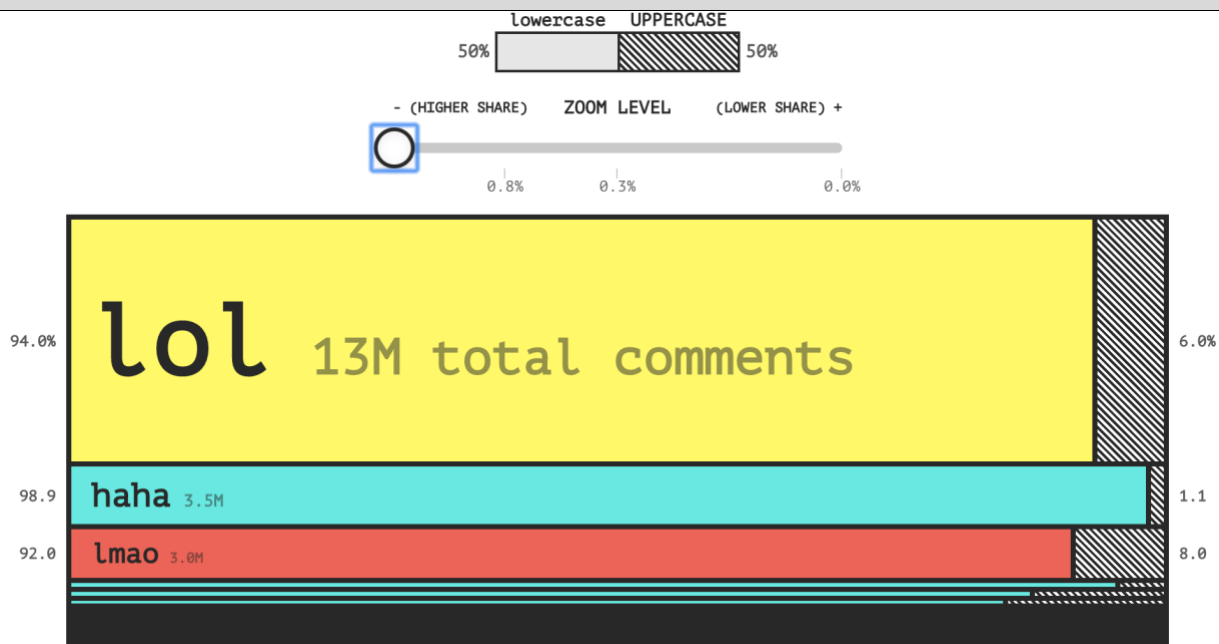 lowercase UPPERCASE
50% 50%
- (HIGHER SHARE) ZOOM LEVEL (LOWER SHARE) +
0.8% 0.3% 0.0%
94.0% lol 13M total comments 6.0%
98.9 haha 3.5M 1.1
92.0 lmao 3.0M 8.0